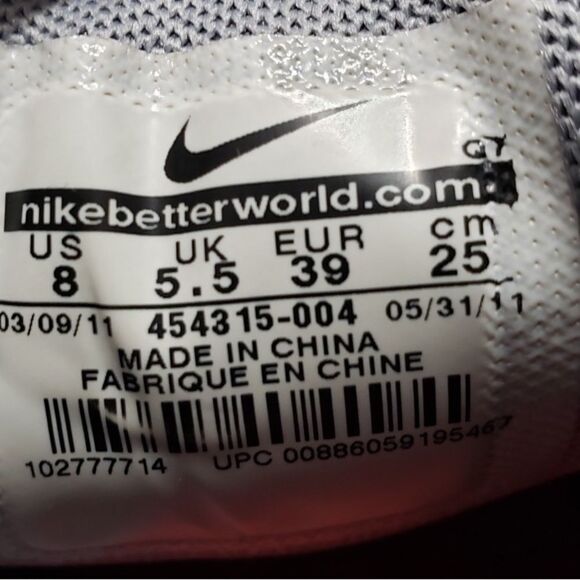 G7
nikebetterworld.com
US UK EUR cm
8 5.5 39 25
03/09/11 454315-004 05/31/11
MADE IN CHINA
FABRIQUE EN CHINE
102777714 UPC 00886059195467